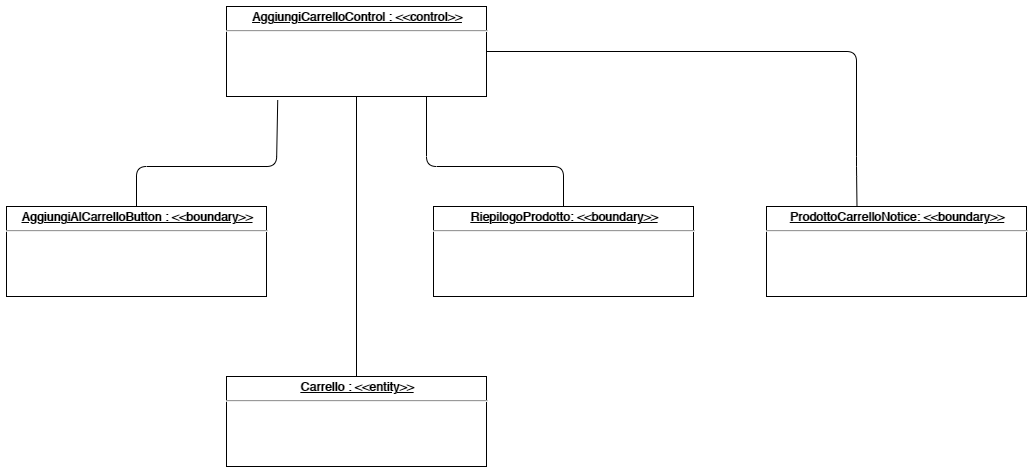 AggiungiCarrelloControl : <<control>>
AggiungiAlCarrelloButton : <<boundary>>
RiepilogoProdotto: <<boundary>>
ProdottoCarrelloNotice: <<boundary>>
Carrello : <<entity>>